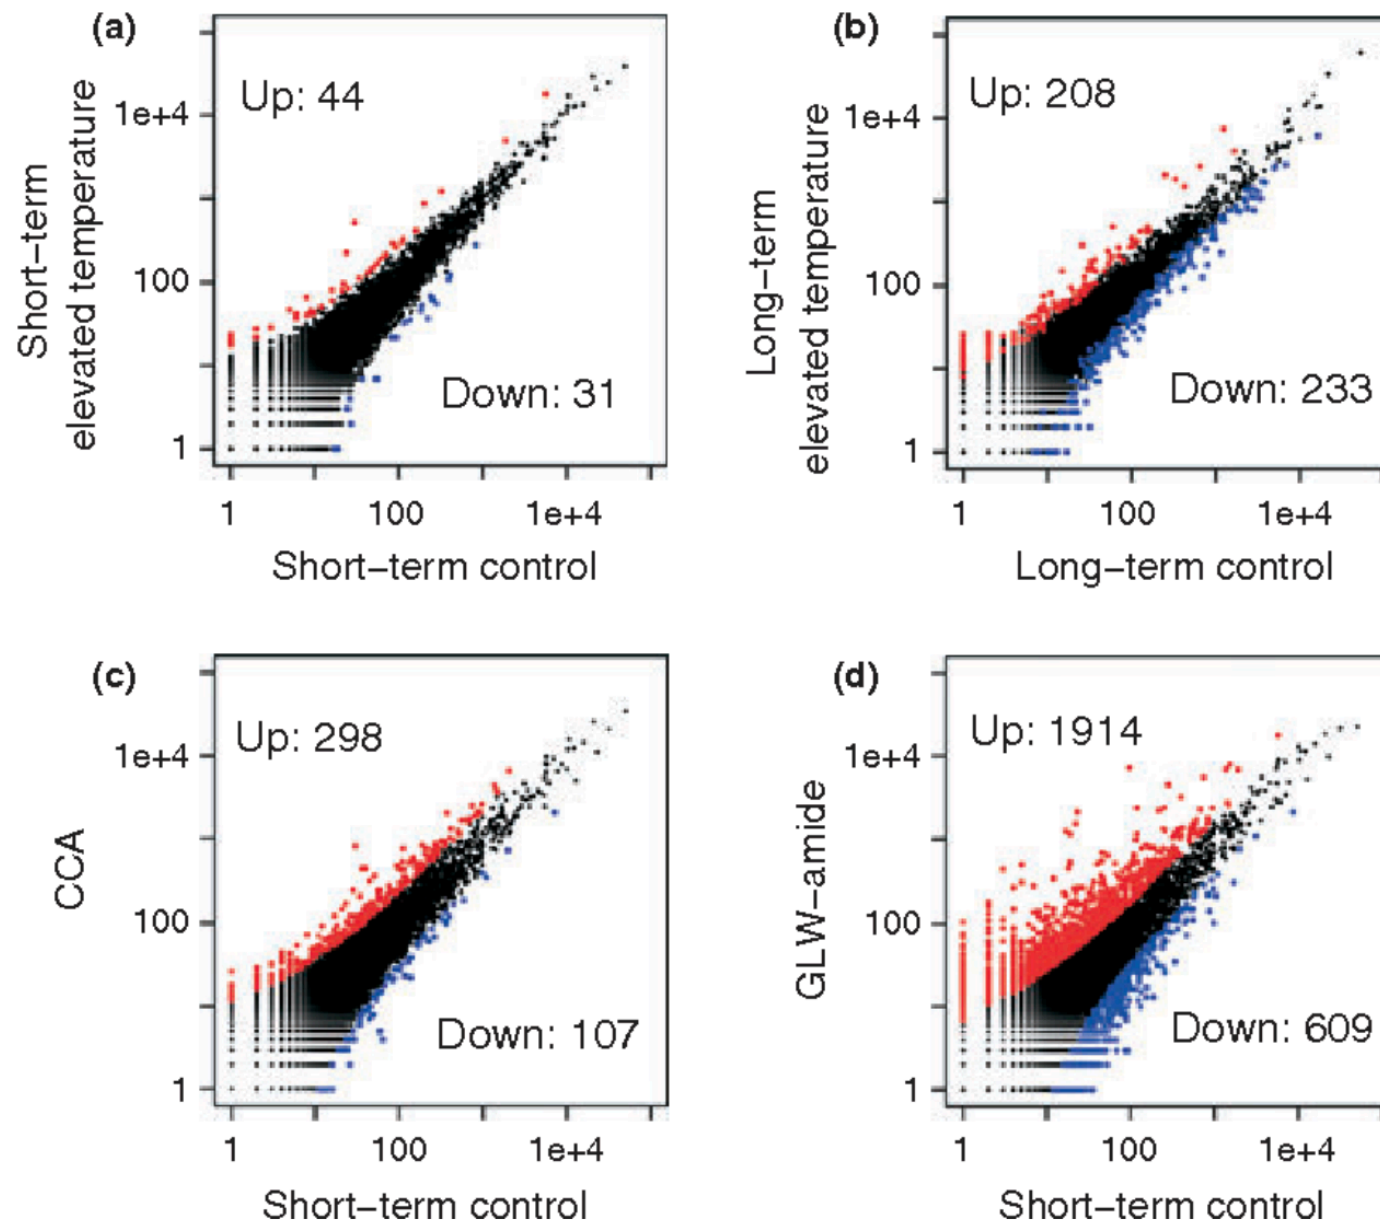 (a)
Up: 44
Down: 31
Short–term
elevated temperature
1e+4
100
1
1
100
1e+4
Short–term control
(b)
Up: 208
Down: 233
Long–term
elevated temperature
1e+4
100
1
1
100
1e+4
Long–term control
(c)
Up: 298
Down: 107
CCA
1e+4
100
1
1
100
1e+4
Short–term control
(d)
Up: 1914
Down: 609
GLW–amide
1e+4
100
1
1
100
1e+4
Short–term control